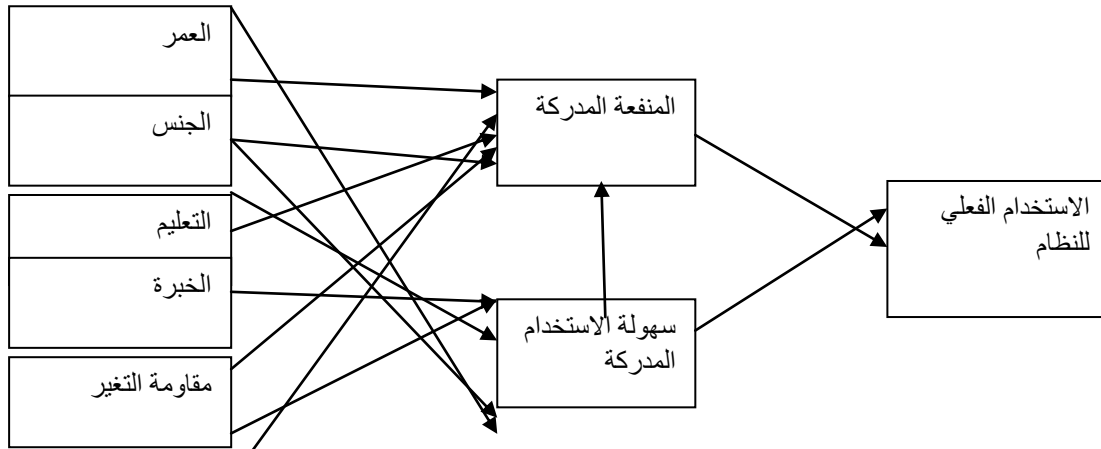 العمر
المنفعة المدركة
الجنس
الاستخدام الفعلي
للنظام
التعليم
الخبرة
سهولة الاستخدام
المدركة
مقاومة التغير